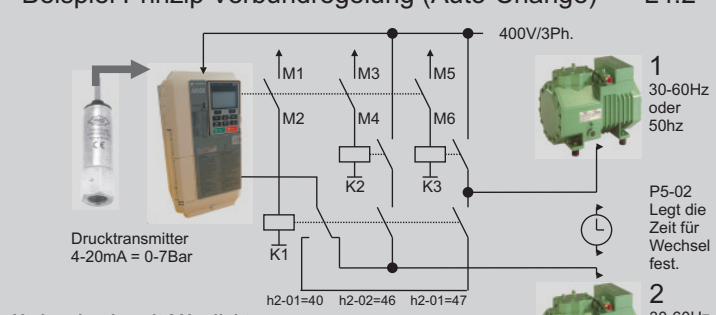 Beispiel Prinzip Verbundregelung (Auto Change)
400V/3Ph.
M1
M3
M5
M2
M4
M6
K2
K3
K1
1
30-60Hz
oder
50hz
P5-02
Legt die
Zeit für
Wechsel
fest.
Drucktransmitter
4-20mA = 0-7Bar
h2-01=40
h2-02=46
h2-01=47
2
30-60Hz